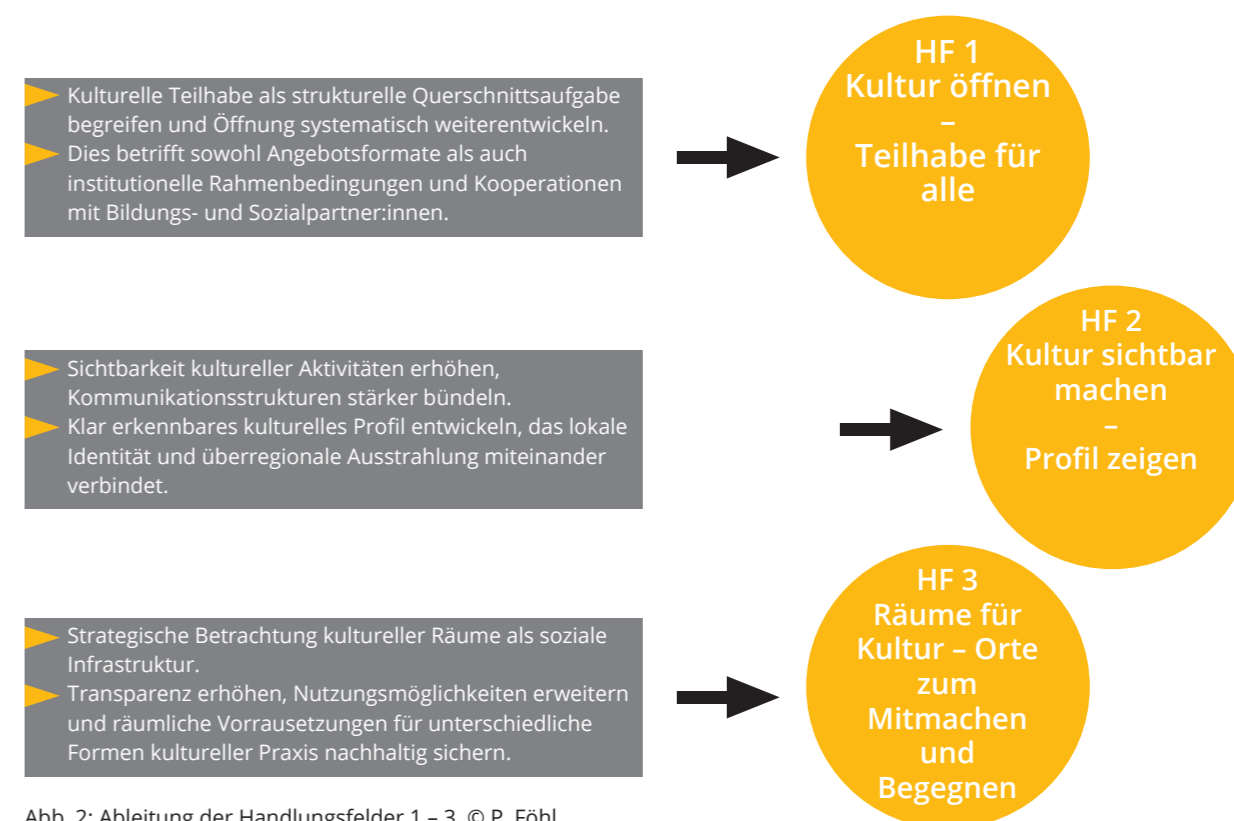 Kulturelle Teilhabe als strukturelle Querschnittsaufgabe
begreifen und Öffnung systematisch weiterentwickeln.
Dies betrifft sowohl Angebotsformate als auch
institutionelle Rahmenbedingungen und Kooperationen
mit Bildungs- und Sozialpartner:innen.
HF 1
Kultur öffnen
–
Teilhabe für
alle
Sichtbarkeit kultureller Aktivitäten erhöhen,
Kommunikationsstrukturen stärker bündeln.
Klar erkennbares kulturelles Profil entwickeln, das lokale
Identität und überregionale Ausstrahlung miteinander
verbindet.
HF 2
Kultur sichtbar
machen
–
Profil zeigen
Strategische Betrachtung kultureller Räume als soziale
Infrastruktur.
Transparenz erhöhen, Nutzungsmöglichkeiten erweitern
und räumliche Vorrausetzungen für unterschiedliche
Formen kultureller Praxis nachhaltig sichern.
HF 3
Räume für
Kultur – Orte
zum
Mitmachen
und
Begegnen
Abb. 2: Ableitung der Handlungsfelder 1 – 3, © P. Föhl